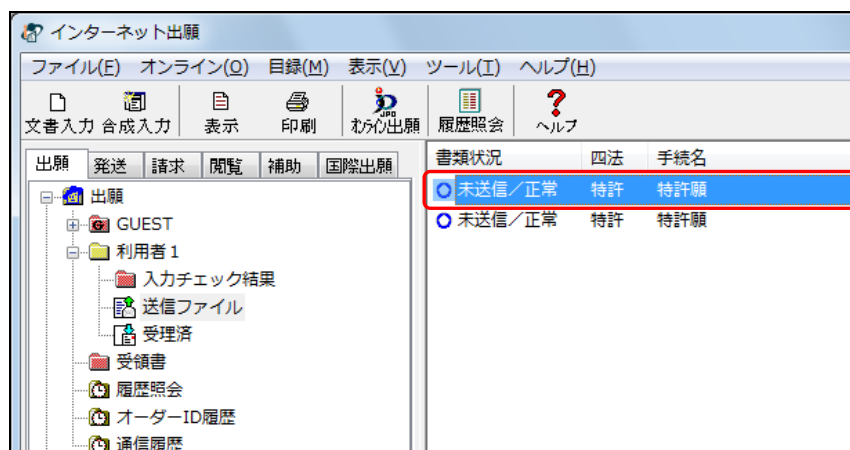 インターネット出願
ファイル(F) オンライン(O) 目録(M) 表示(V) ツール(T) ヘルプ(H)
文書入力 合成入力 表示 印刷 オンライン出願 履歴照会 ヘルプ
出願 発送 請求 閲覧 補助 国際出願
書類状況 四法 手続名
出願
未送信/正常 特許 特許願
GUEST
未送信/正常 特許 特許願
利用者1
入力チェック結果
送信ファイル
受理済
受領書
履歴照会
オーダーID履歴
通信履歴